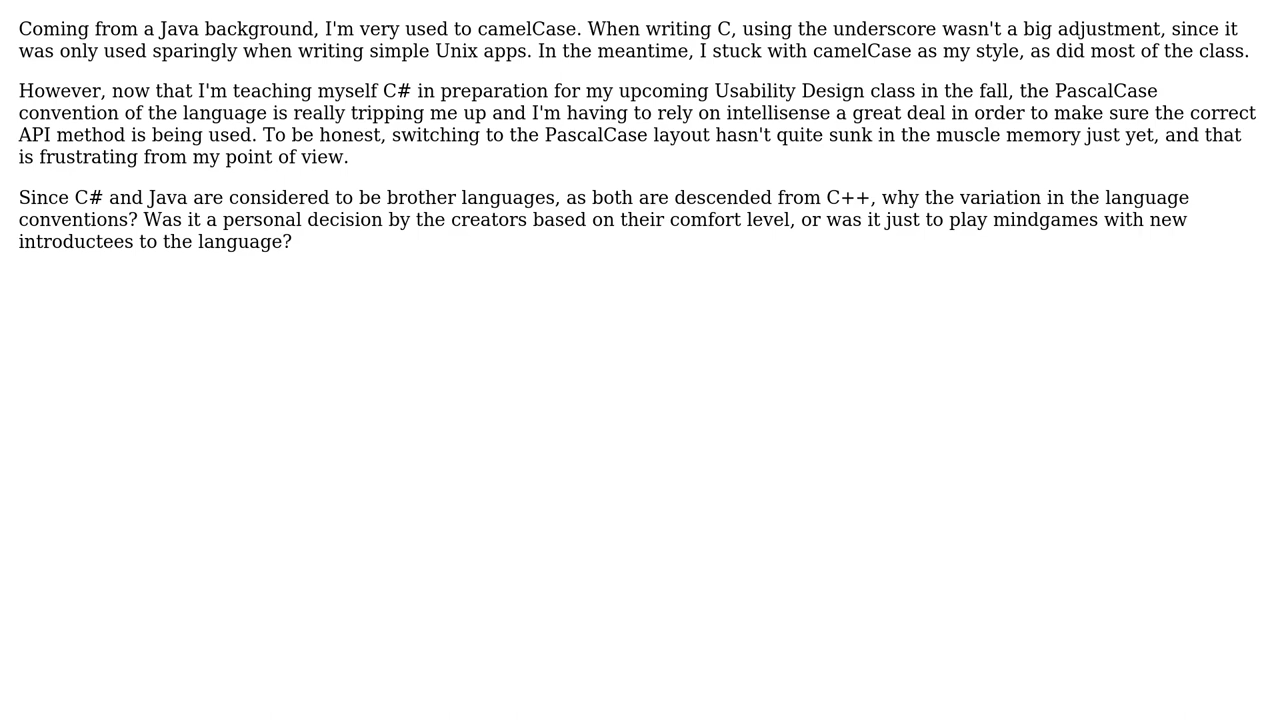 Coming from a Java background, I'm very used to camelCase. When writing C, using the underscore wasn't a big adjustment, since it
was only used sparingly when writing simple Unix apps. In the meantime, I stuck with camelCase as my style, as did most of the class.
However, now that I'm teaching myself C# in preparation for my upcoming Usability Design class in the fall, the PascalCase
convention of the language is really tripping me up and I'm having to rely on intellisense a great deal in order to make sure the correct
API method is being used. To be honest, switching to the PascalCase layout hasn't quite sunk in the muscle memory just yet, and that
is frustrating from my point of view.
Since C# and Java are considered to be brother languages, as both are descended from C++, why the variation in the language
conventions? Was it a personal decision by the creators based on their comfort level, or was it just to play mindgames with new
introductees to the language?